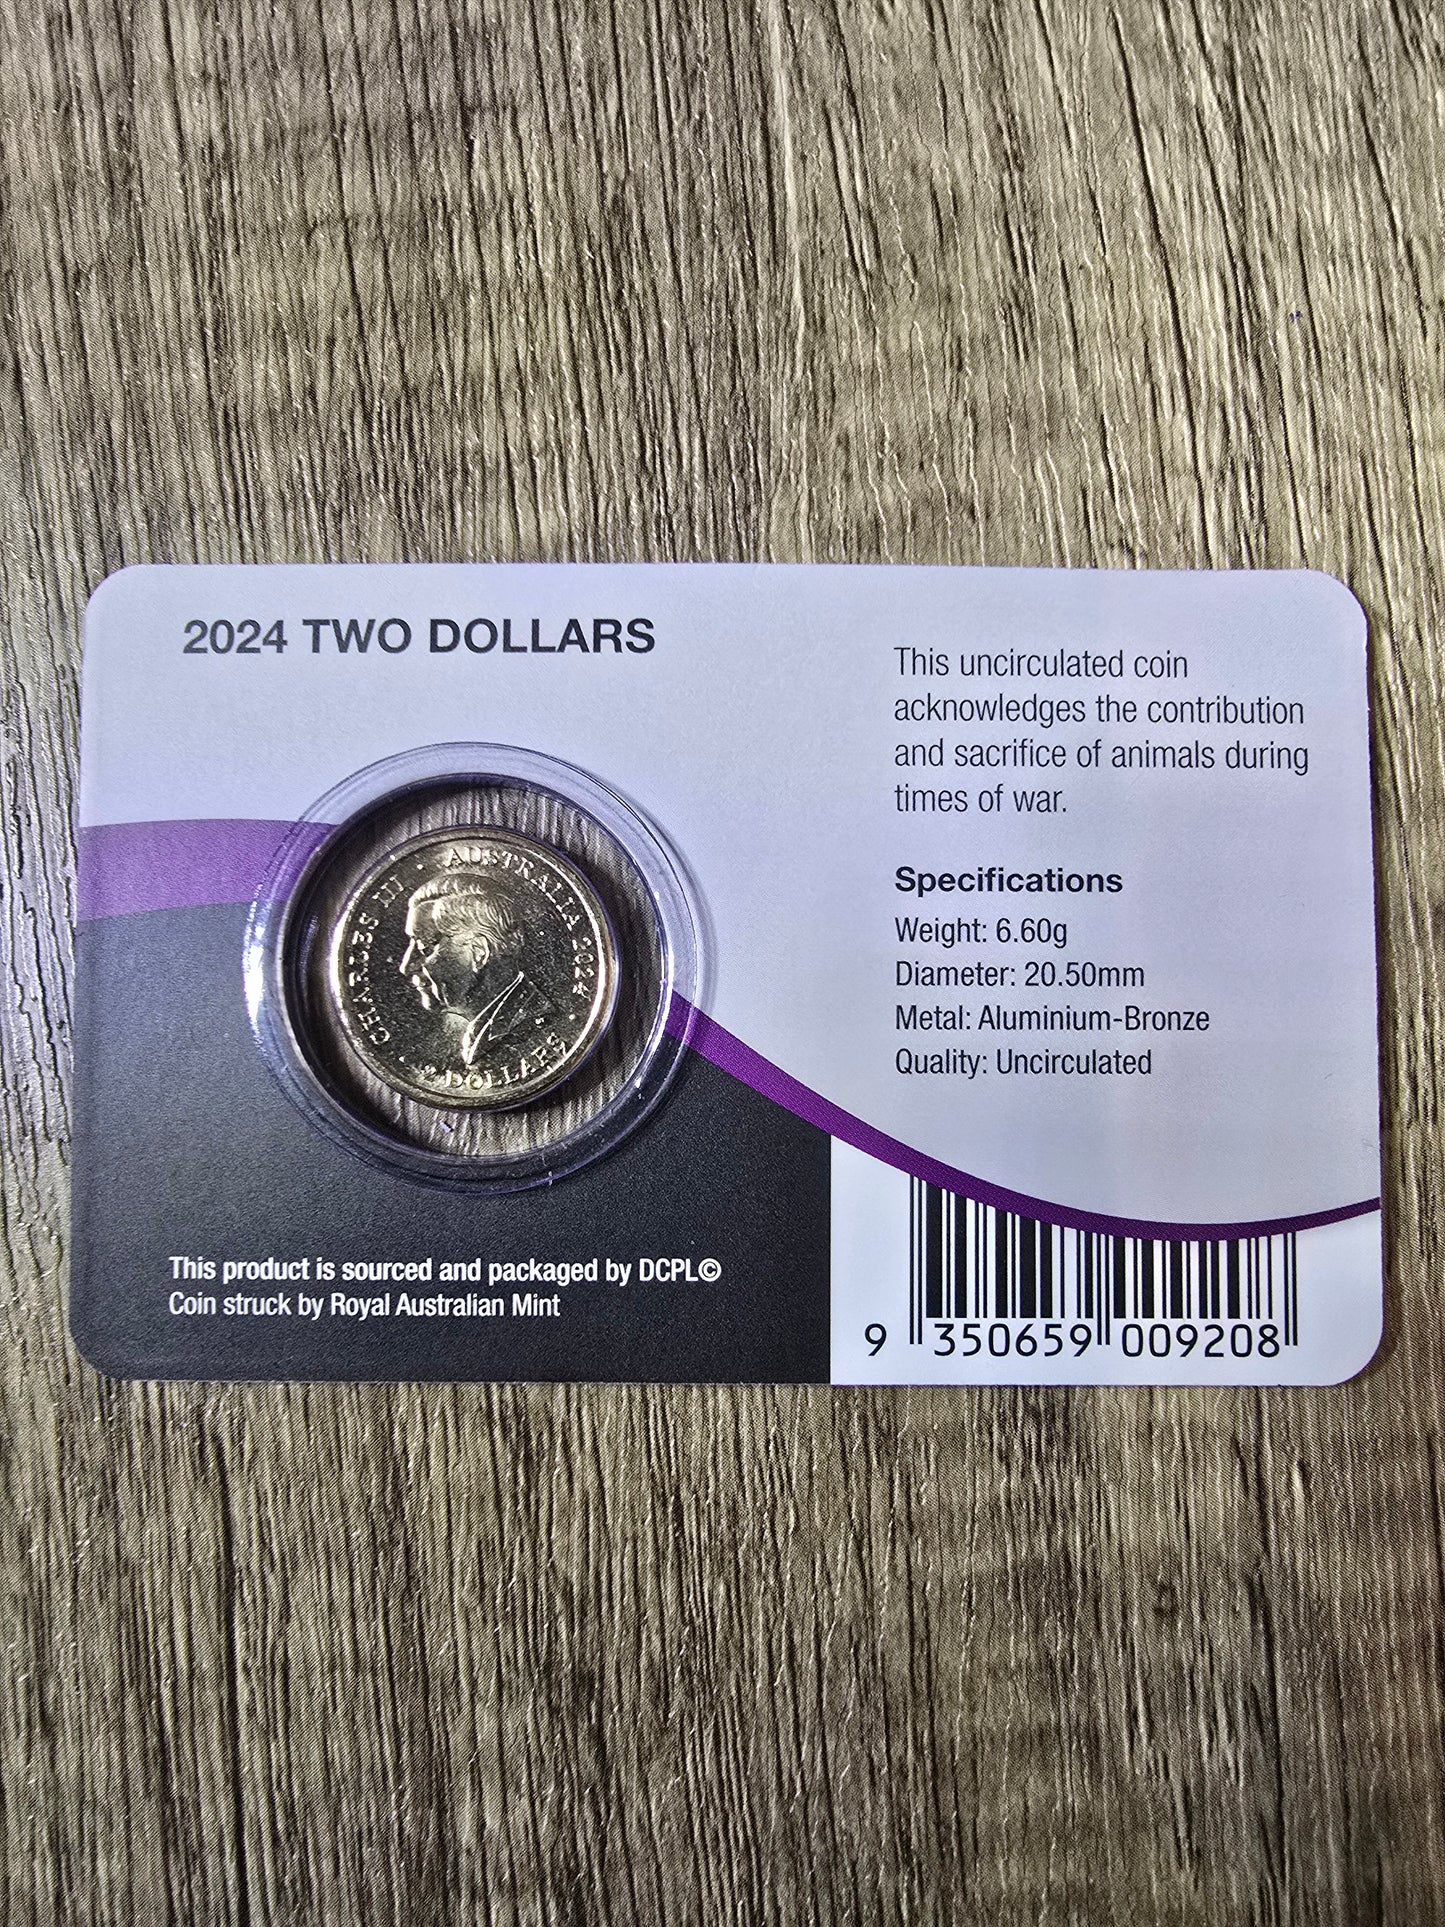 2024 TWO DOLLARS
This uncirculated coin
acknowledges the contribution
and sacrifice of animals during
times of war.
Specifications
Weight: 6.60g
Diameter: 20.50mm
Metal: Aluminium-Bronze
Quality: Uncirculated
CHARLES III · AUSTRALIA 2024 ·
2 DOLLARS
This product is sourced and packaged by DCPL©
Coin struck by Royal Australian Mint
9 350659 009208